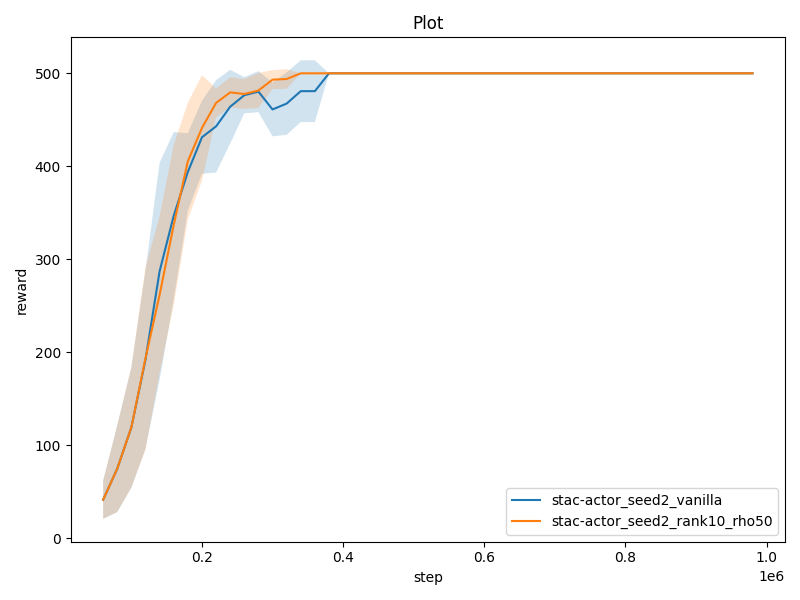 Plot
500
400
300
200
100
0
reward
stac-actor_seed2_vanilla
stac-actor_seed2_rank10_rho50
0.2
0.4
0.6
0.8
1.0
1e6
step